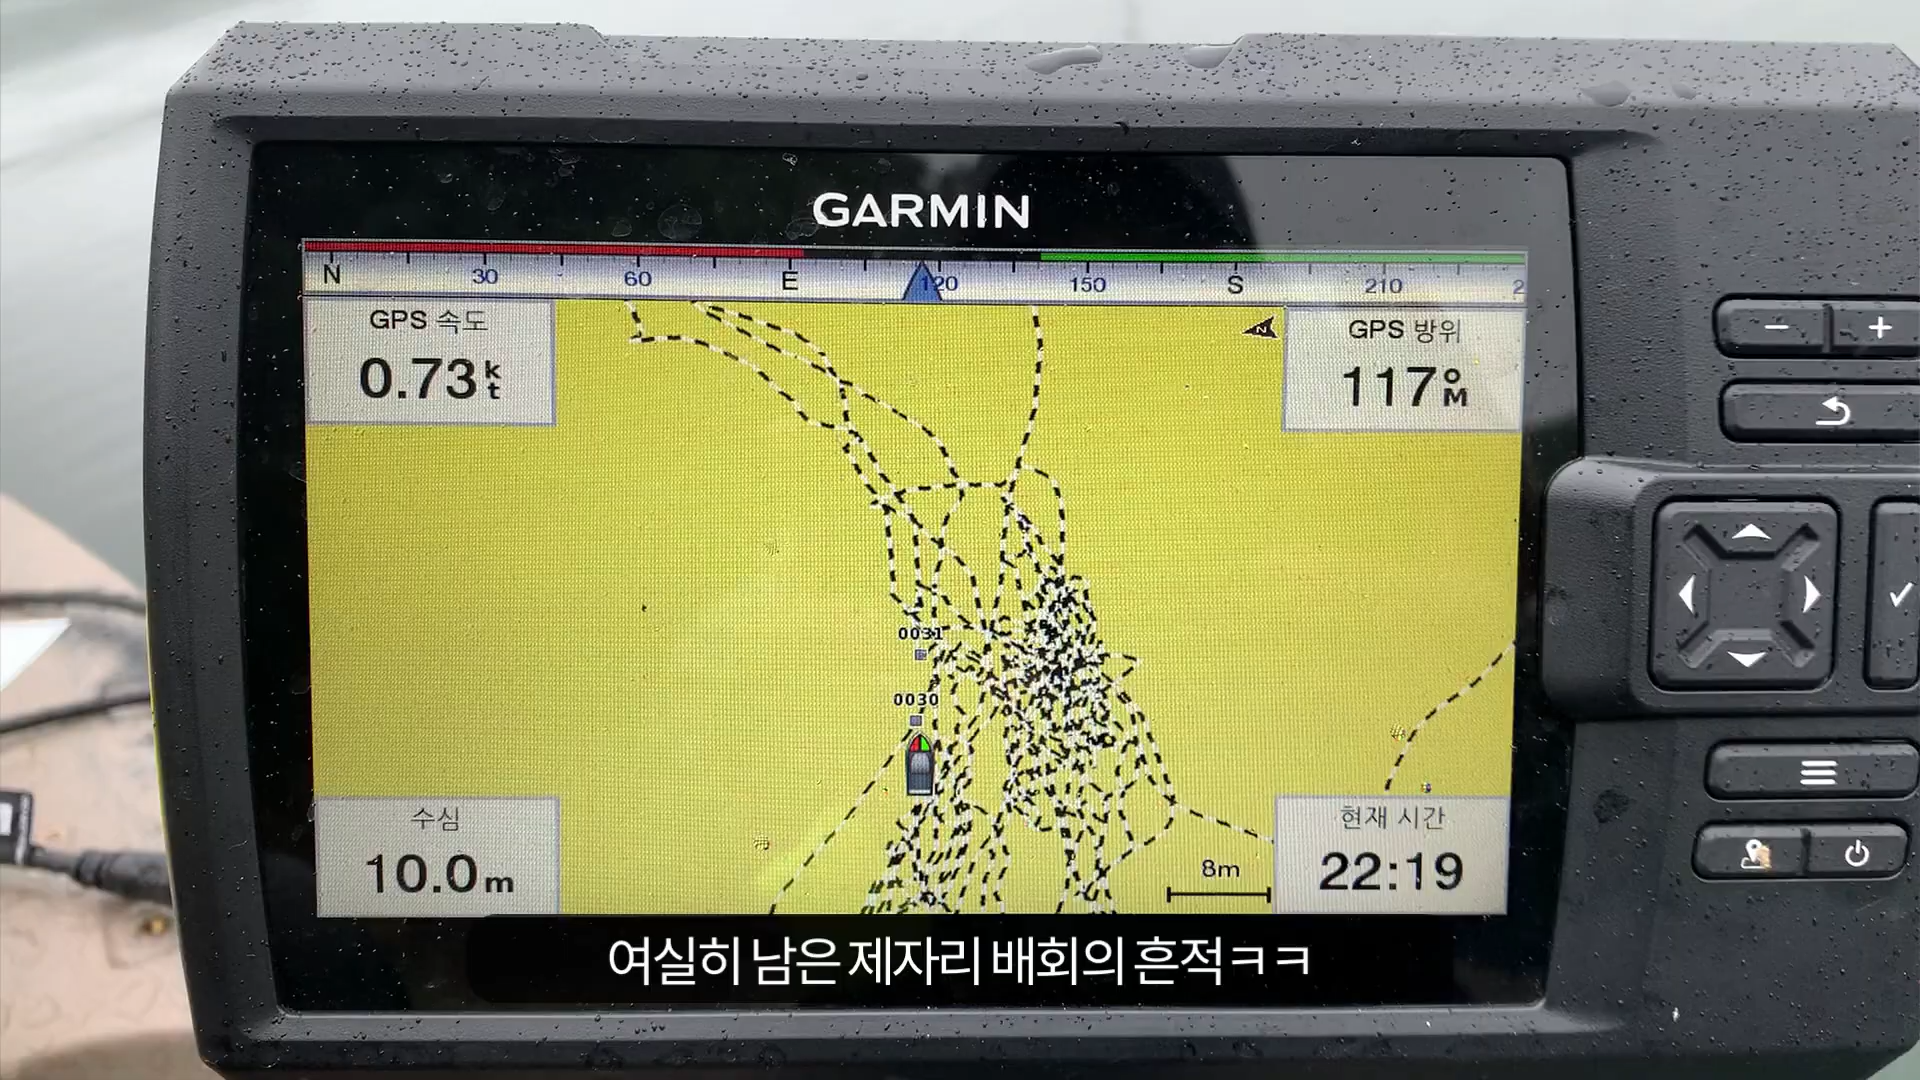 GARMIN
N 30 60 E 120 150 S 210 2
GPS 속도
0.73 kt
GPS 방위
117°M
N
0031
0030
수심
10.0 m
8m
현재 시간
22:19
여실히 남은 제자리 배회의 흔적ㅋㅋ